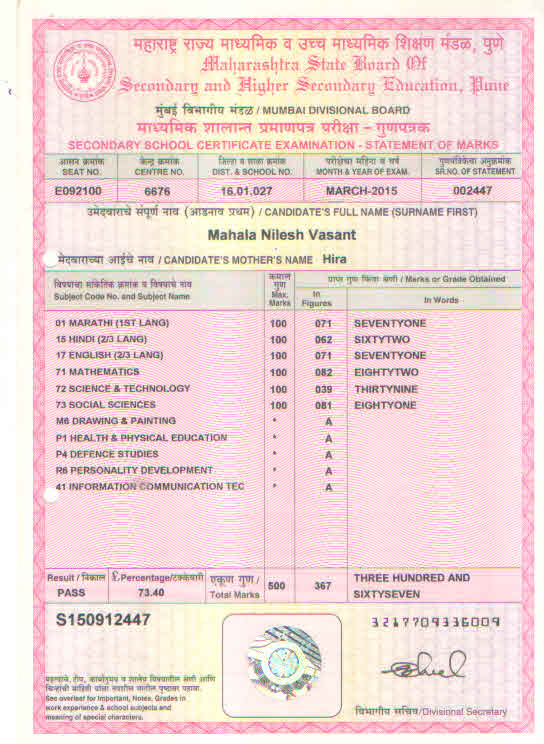 महाराष्ट्र राज्य माध्यमिक व उच्च माध्यमिक शिक्षण मंडळ, पुणे
Maharashtra State Board Of
Secondary and Higher Secondary Education, Pune
मुंबई विभागीय मंडळ / MUMBAI DIVISIONAL BOARD
माध्यमिक शालान्त प्रमाणपत्र परीक्षा – गुणपत्रक
SECONDARY SCHOOL CERTIFICATE EXAMINATION - STATEMENT OF MARKS
आसन क्रमांक केन्द्र क्रमांक जिल्हा व शाळा क्रमांक परीक्षेचा महिना व वर्ष गुणपत्रिकेचा अनुक्रमांक
SEAT NO. CENTRE NO. DIST. & SCHOOL NO. MONTH & YEAR OF EXAM. SR.NO. OF STATEMENT
E092100 6676 16.01.027 MARCH-2015 002447
उमेदवाराचे संपूर्ण नाव (आडनाव प्रथम) / CANDIDATE'S FULL NAME (SURNAME FIRST)
Mahala Nilesh Vasant
मेदवाराच्या आईचे नाव / CANDIDATE'S MOTHER'S NAME Hira
विषयाचा सांकेतिक क्रमांक व विषयाचे नाव
Subject Code No. and Subject Name
कमाल
गुण
Max.
Marks
प्राप्त गुण किंवा श्रेणी / Marks or Grade Obtained
In
Figures
In Words
01 MARATHI (1ST LANG) 100 071 SEVENTYONE
15 HINDI (2/3 LANG) 100 062 SIXTYTWO
17 ENGLISH (2/3 LANG) 100 071 SEVENTYONE
71 MATHEMATICS 100 082 EIGHTYTWO
72 SCIENCE & TECHNOLOGY 100 039 THIRTYNINE
73 SOCIAL SCIENCES 100 081 EIGHTYONE
M6 DRAWING & PAINTING * A
P1 HEALTH & PHYSICAL EDUCATION * A
P4 DEFENCE STUDIES * A
R6 PERSONALITY DEVELOPMENT * A
41 INFORMATION COMMUNICATION TEC * A
Result / निकाल
PASS
Percentage/टक्केवारी
73.40
एकूण गुण /
Total Marks
500 367
THREE HUNDRED AND
SIXTYSEVEN
S150912447
3217709336009
See overleaf for Important, Notes, Grades in
work experience & school subjects and
meaning of special characters.
विभागीय सचिव/Divisional Secretary